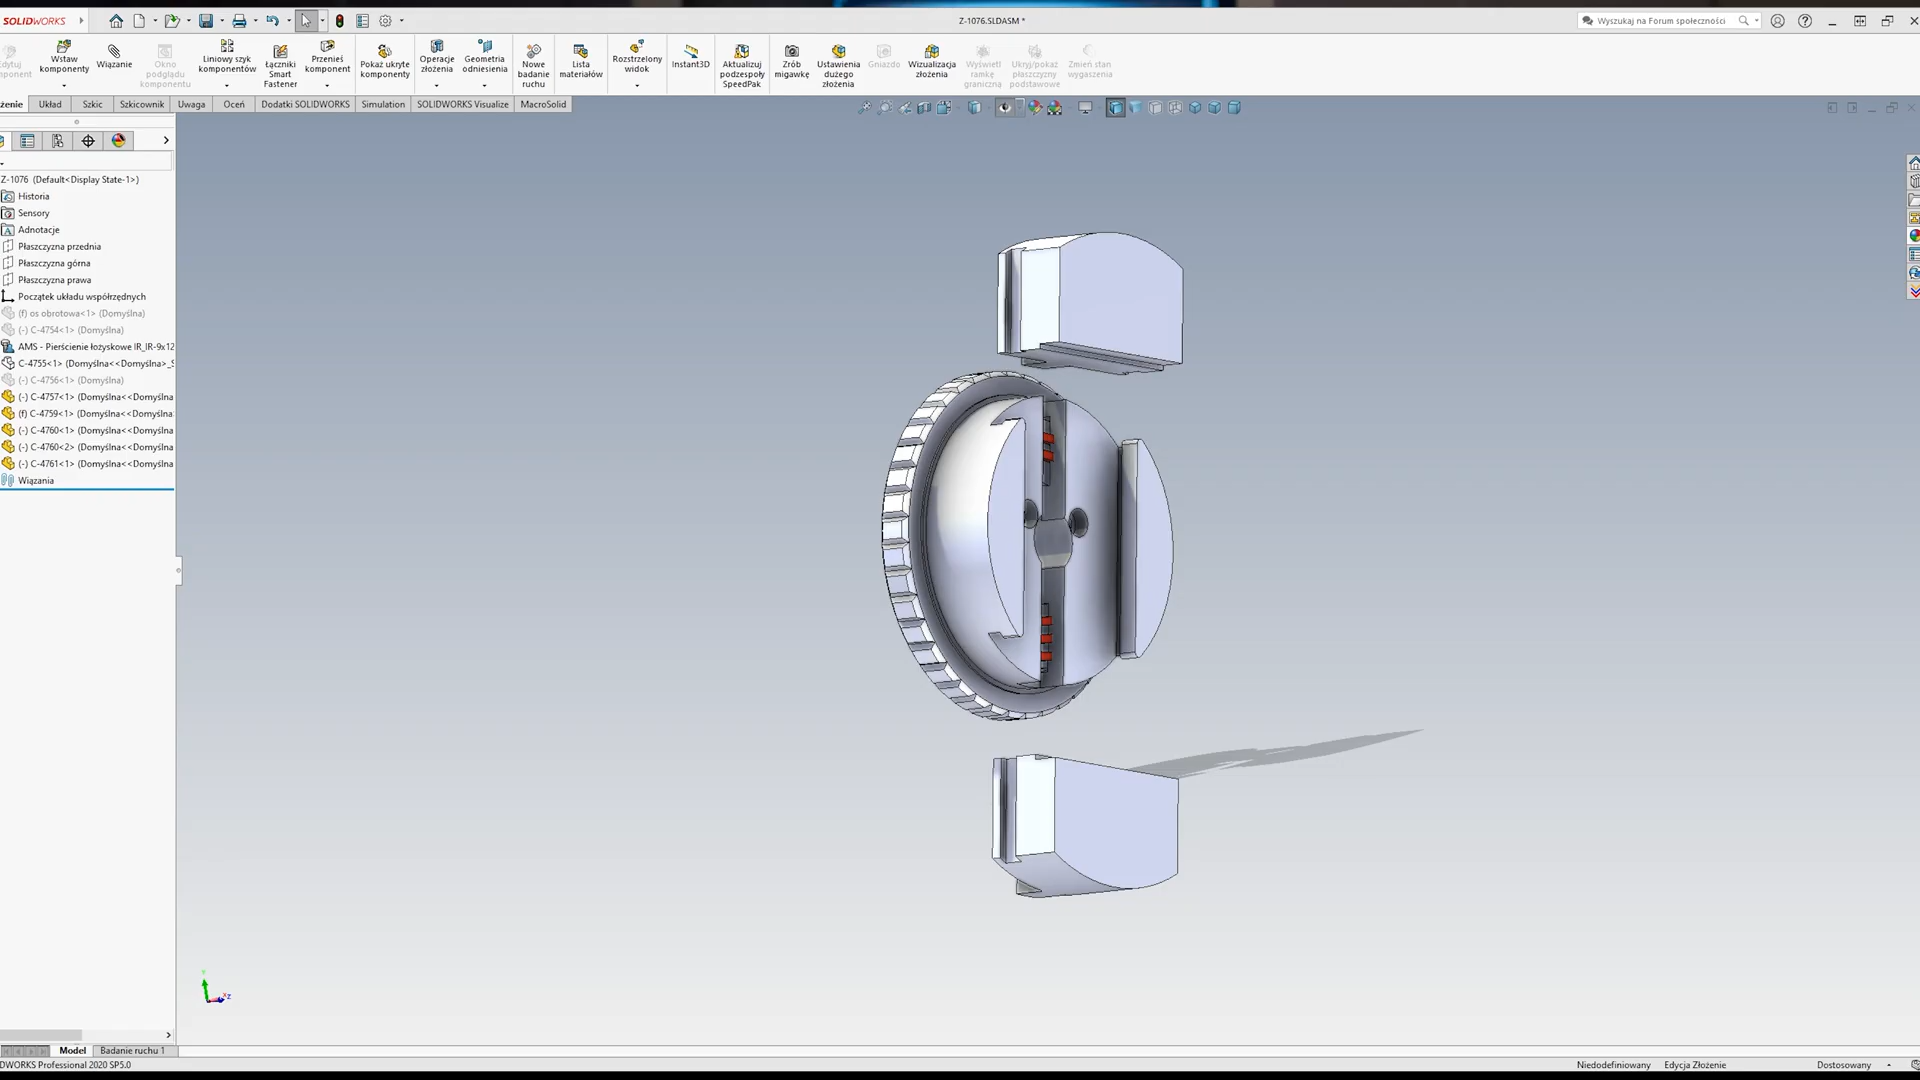 SOLIDWORKS
Z-1076.SLDASM *
Wyszukaj na Forum społeczności
Edytuj komponent
Wstaw komponenty
Wiązanie
Okno podglądu komponentu
Liniowy szyk komponentów
Łączniki Smart Fastener
Przenieś komponent
Pokaż ukryte komponenty
Operacje złożenia
Geometria odniesienia
Nowe badanie ruchu
Lista materiałów
Rozstrzelony widok
Instant3D
Aktualizuj podzespoły SpeedPak
Zrób migawkę
Ustawienia dużego złożenia
Gniazdo
Wizualizacja złożenia
Wyświetl ramkę graniczną
Ukryj/pokaż płaszczyzny podstawowe
Zmień stan wygaszenia
żenie
Układ
Szkic
Szkicownik
Uwaga
Oceń
Dodatki SOLIDWORKS
Simulation
SOLIDWORKS Visualize
MacroSolid
Z-1076 (Default<Display State-1>)
Historia
Sensory
Adnotacje
Płaszczyzna przednia
Płaszczyzna górna
Płaszczyzna prawa
Początek układu współrzędnych
(f) os obrotowa<1> (Domyślna)
(-) C-4754<1> (Domyślna)
AMS - Pierścienie łożyskowe IR_IR-9x12
C-4755<1> (Domyślna<<Domyślna>_S
(-) C-4756<1> (Domyślna)
(-) C-4757<1> (Domyślna<<Domyślna
(f) C-4759<1> (Domyślna<<Domyślna
(-) C-4760<1> (Domyślna<<Domyślna
(-) C-4760<2> (Domyślna<<Domyślna
(-) C-4761<1> (Domyślna<<Domyślna
Wiązania
Y
X
Z
Model
Badanie ruchu 1
DWORKS Professional 2020 SP5.0
Niedodefiniowany
Edycja Złożenie
Dostosowany